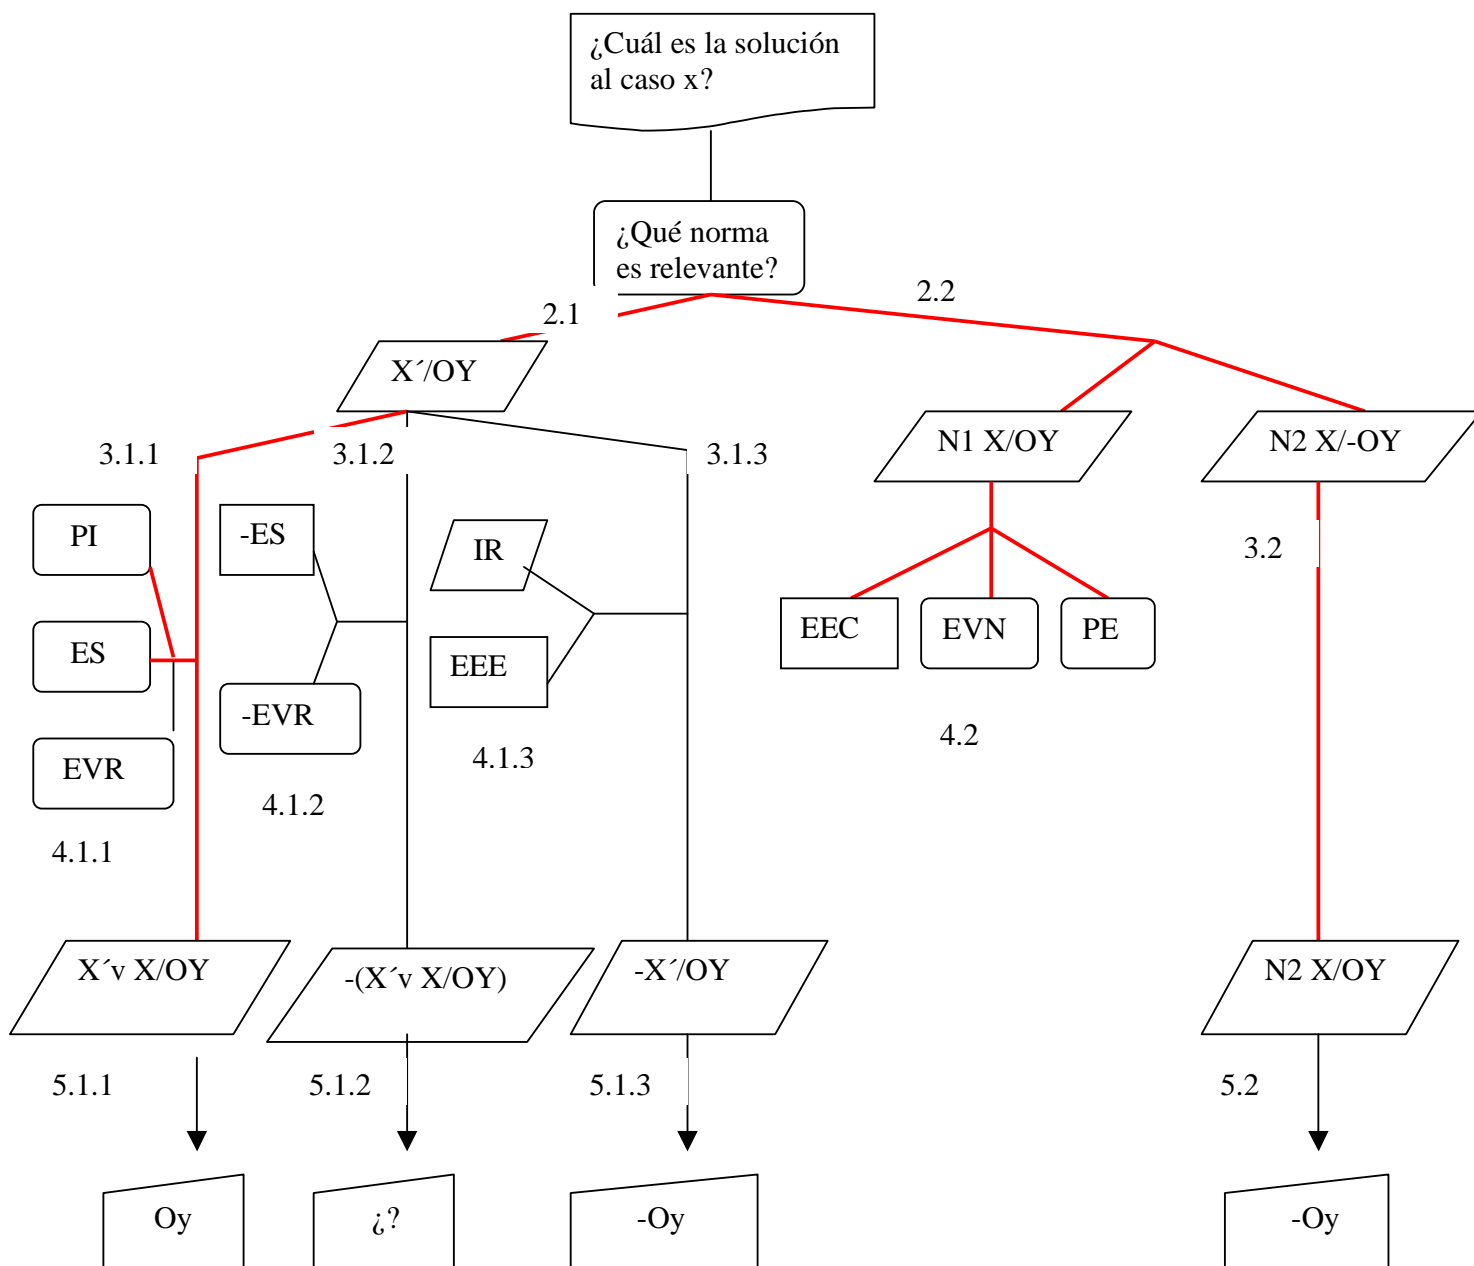 ¿Cuál es la solución
al caso x?
¿Qué norma
es relevante?
2.1
2.2
X´/OY
N1 X/OY
N2 X/-OY
3.1.1
3.1.2
3.1.3
3.2
PI
-ES
IR
ES
EEE
EEC
EVN
PE
EVR
-EVR
4.1.1
4.1.2
4.1.3
4.2
X´v X/OY
-(X´v X/OY)
-X´/OY
N2 X/OY
5.1.1
5.1.2
5.1.3
5.2
Oy
¿?
-Oy
-Oy